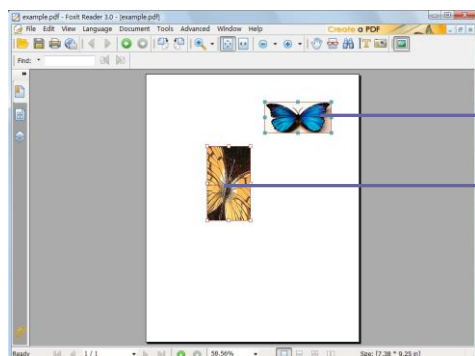 example.pdf - Foxit Reader 3.0 - [example.pdf]
File Edit View Language Document Tools Advanced Window Help Create a PDF
Find:
Ready 1 / 1 58.56% Size: [7.38 * 9.25 in]